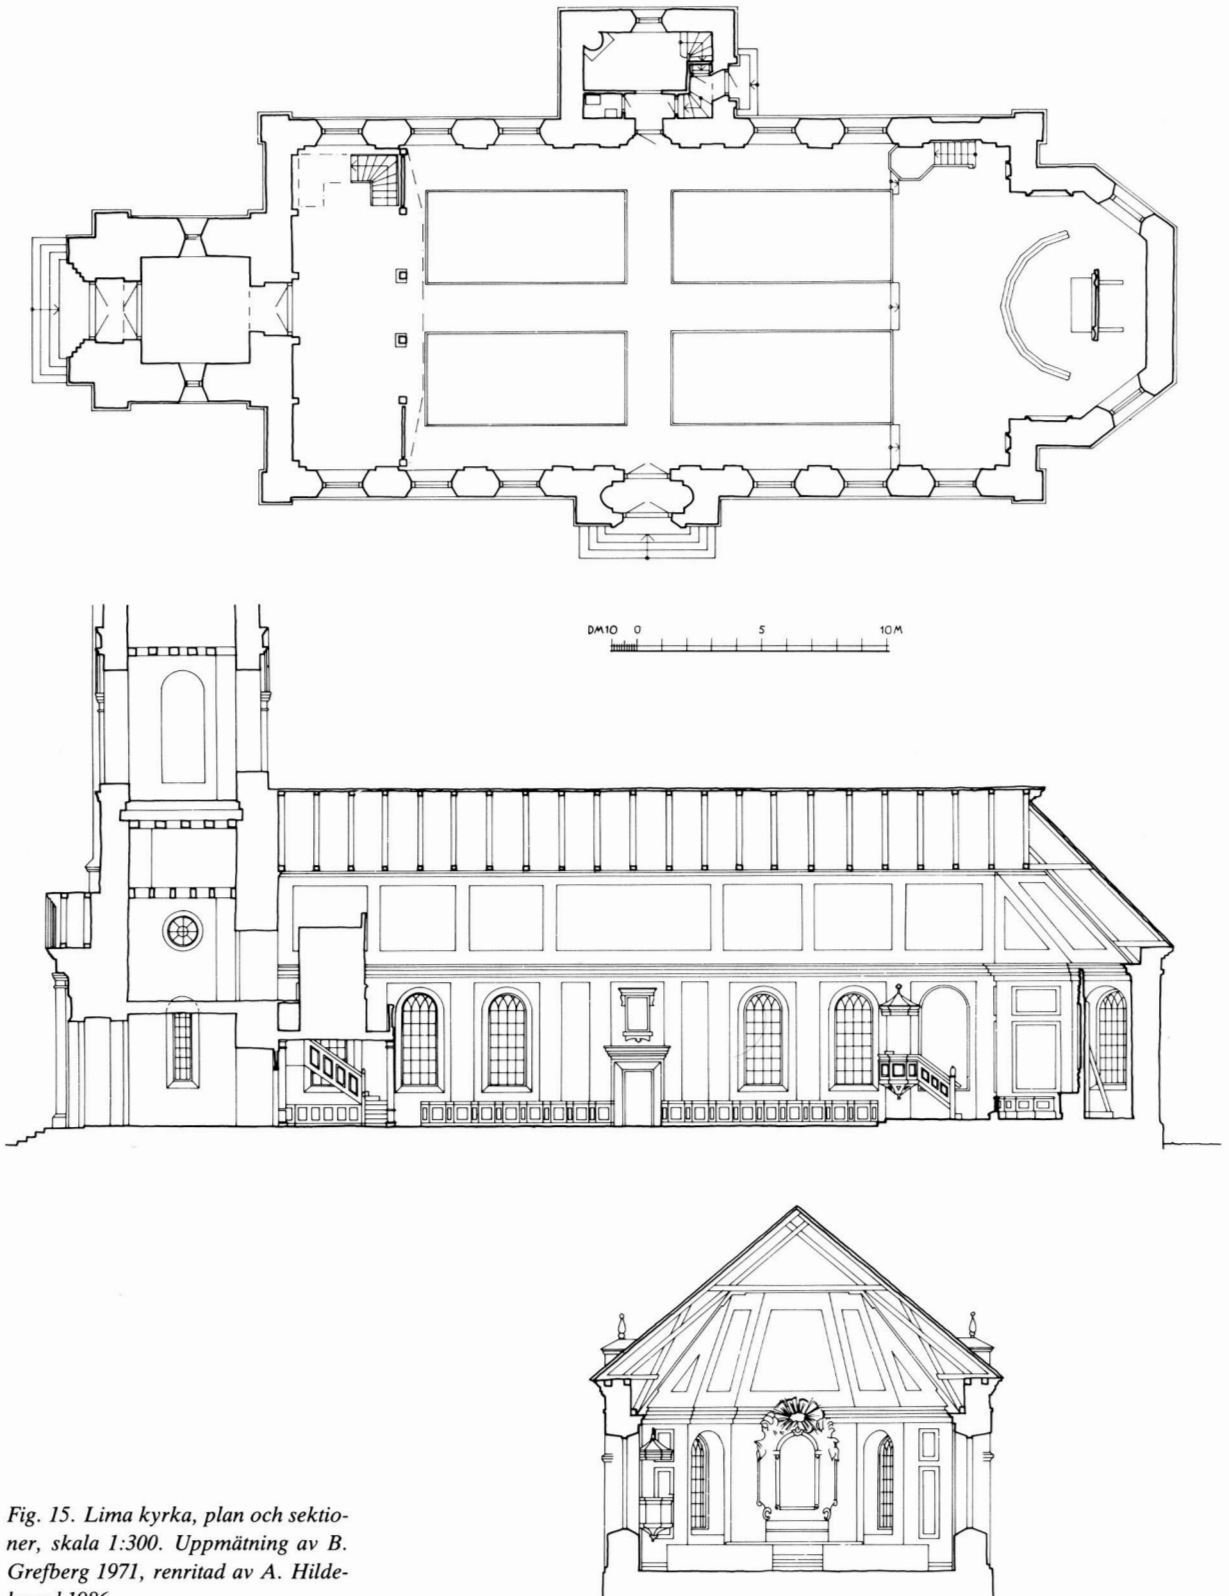 DM10 0 5 10 M
Fig. 15. Lima kyrka, plan och sektio-
ner, skala 1:300. Uppmätning av B.
Grefberg 1971, renritad av A. Hilde-